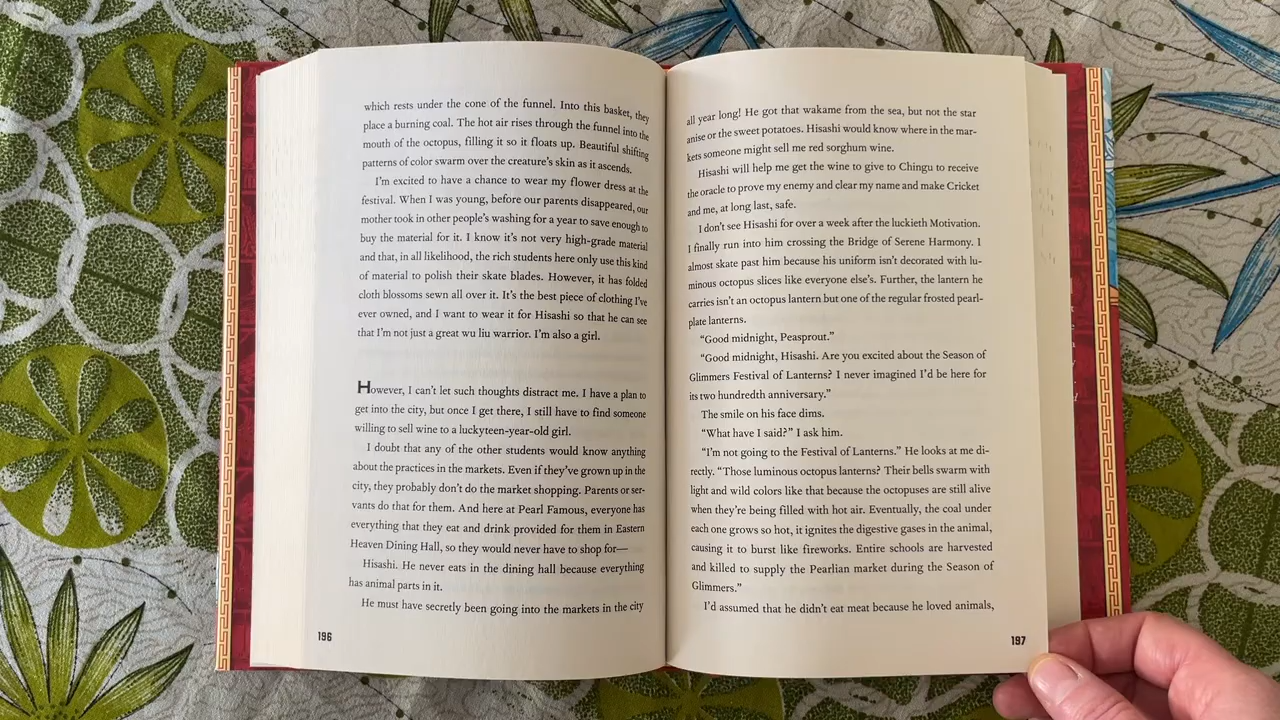 which rests under the cone of the funnel. Into this basket, they
place a burning coal. The hot air rises through the funnel into the
mouth of the octopus, filling it so it floats up. Beautiful shifting
patterns of color swarm over the creature's skin as it ascends.
I'm excited to have a chance to wear my flower dress at the
festival. When I was young, before our parents disappeared, our
mother took in other people's washing for a year to save enough to
buy the material for it. I know it's not very high-grade material
and that, in all likelihood, the rich students here only use this kind
of material to polish their skate blades. However, it has folded
cloth blossoms sewn all over it. It's the best piece of clothing I've
ever owned, and I want to wear it for Hisashi so that he can see
that I'm not just a great wu liu warrior. I'm also a girl.
However, I can't let such thoughts distract me. I have a plan to
get into the city, but once I get there, I still have to find someone
willing to sell wine to a luckyteen-year-old girl.
I doubt that any of the other students would know anything
about the practices in the markets. Even if they've grown up in the
city, they probably don't do the market shopping. Parents or ser-
vants do that for them. And here at Pearl Famous, everyone has
everything that they eat and drink provided for them in Eastern
Heaven Dining Hall, so they would never have to shop for—
Hisashi. He never eats in the dining hall because everything
has animal parts in it.
He must have secretly been going into the markets in the city
196
all year long! He got that wakame from the sea, but not the star
anise or the sweet potatoes. Hisashi would know where in the mar-
kets someone might sell me red sorghum wine.
Hisashi will help me get the wine to give to Chingu to receive
the oracle to prove my enemy and clear my name and make Cricket
and me, at long last, safe.
I don't see Hisashi for over a week after the luckieth Motivation.
I finally run into him crossing the Bridge of Serene Harmony. I
almost skate past him because his uniform isn't decorated with lu-
minous octopus slices like everyone else's. Further, the lantern he
carries isn't an octopus lantern but one of the regular frosted pearl-
plate lanterns.
"Good midnight, Peasprout."
"Good midnight, Hisashi. Are you excited about the Season of
Glimmers Festival of Lanterns? I never imagined I'd be here for
its two hundredth anniversary."
The smile on his face dims.
"What have I said?" I ask him.
"I'm not going to the Festival of Lanterns." He looks at me di-
rectly. "Those luminous octopus lanterns? Their bells swarm with
light and wild colors like that because the octopuses are still alive
when they're being filled with hot air. Eventually, the coal under
each one grows so hot, it ignites the digestive gases in the animal,
causing it to burst like fireworks. Entire schools are harvested
and killed to supply the Pearlian market during the Season of
Glimmers."
I'd assumed that he didn't eat meat because he loved animals,
197